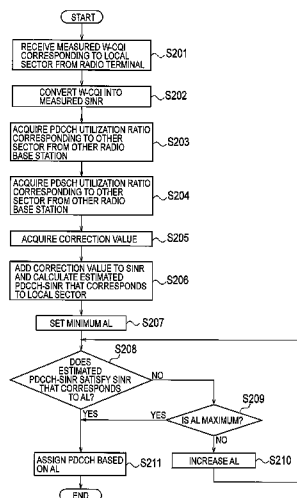 START
RECEIVE MEASURED W-CQI
CORRESPONDING TO LOCAL
SECTOR FROM RADIO TERMINAL
S201
CONVERT W-CQI INTO
MEASURED SINR
S202
ACQUIRE PDCCH UTILIZATION RATIO
CORRESPONDING TO OTHER
SECTOR FROM OTHER RADIO
BASE STATION
S203
ACQUIRE PDSCH UTILIZATION RATIO
CORRESPONDING TO OTHER
SECTOR FROM OTHER RADIO
BASE STATION
S204
ACQUIRE CORRECTION VALUE
S205
ADD CORRECTION VALUE TO SINR
AND CALCULATE ESTIMATED
PDCCH-SINR THAT CORRESPONDS
TO LOCAL SECTOR
S206
SET MINIMUM AL
S207
S208
DOES
ESTIMATED
PDCCH-SINR SATISFY SINR
THAT CORRESPONDS
TO AL?
NO
YES
S209
IS AL MAXIMUM?
YES
NO
ASSIGN PDCCH BASED
ON AL
S211
INCREASE AL
S210
END